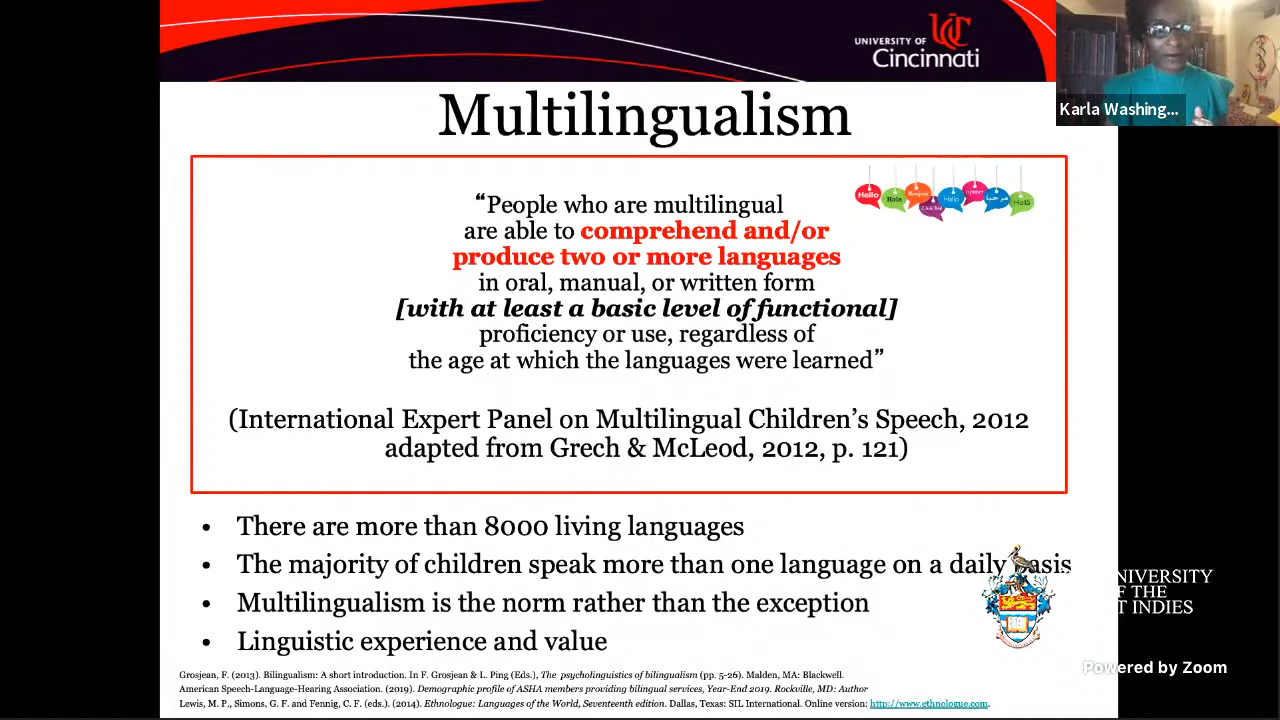 UNIVERSITY OF
Cincinnati
Karla Washing...
Multilingualism
Hello
Hola
Hallo
“People who are multilingual
are able to comprehend and/or
produce two or more languages
in oral, manual, or written form
[with at least a basic level of functional]
proficiency or use, regardless of
the age at which the languages were learned”
(International Expert Panel on Multilingual Children’s Speech, 2012
adapted from Grech & McLeod, 2012, p. 121)
• There are more than 8000 living languages
• The majority of children speak more than one language on a daily asis
• Multilingualism is the norm rather than the exception
• Linguistic experience and value
NIVERSITY
F THE
T INDIES
Powered by Zoom
Grosjean, F. (2013). Bilingualism: A short introduction. In F. Grosjean & L. Ping (Eds.), The psycholinguistics of bilingualism (pp. 5-26). Malden, MA: Blackwell.
American Speech-Language-Hearing Association. (2019). Demographic profile of ASHA members providing bilingual services, Year-End 2019. Rockville, MD: Author
Lewis, M. P., Simons, G. F. and Fennig, C. F. (eds.). (2014). Ethnologue: Languages of the World, Seventeenth edition. Dallas, Texas: SIL International. Online version: http://www.ethnologue.com.